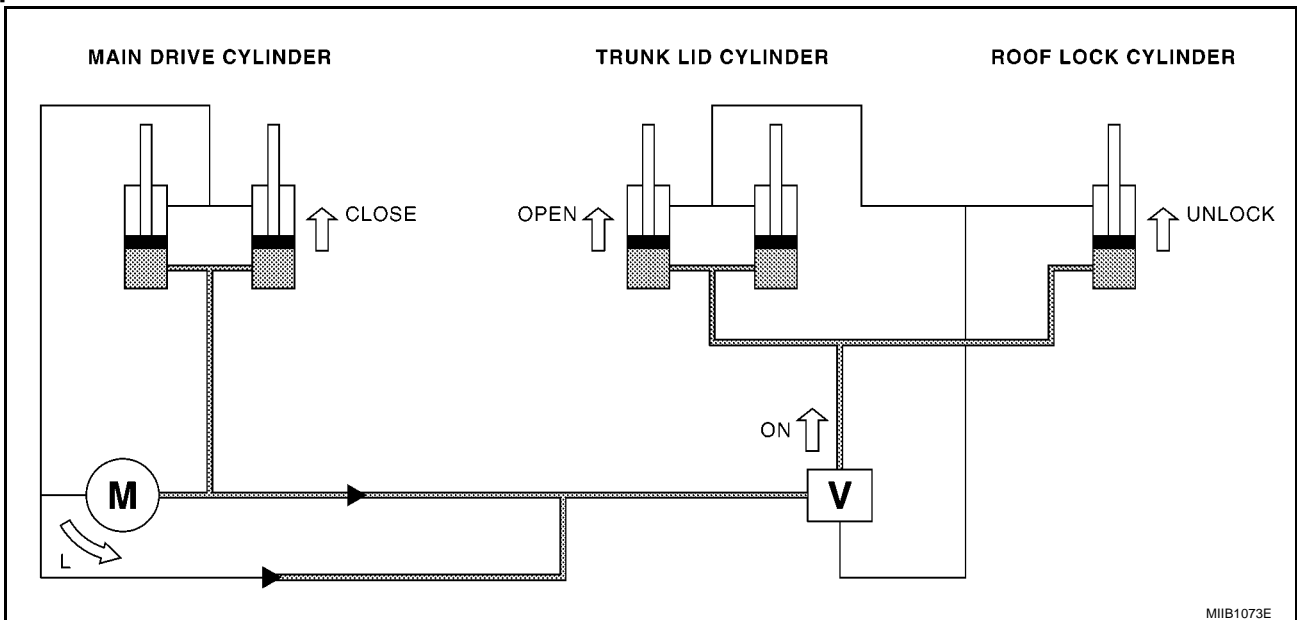 MAIN DRIVE CYLINDER
TRUNK LID CYLINDER
ROOF LOCK CYLINDER
CLOSE
OPEN
UNLOCK
ON
M
V
L
MIIB1073E